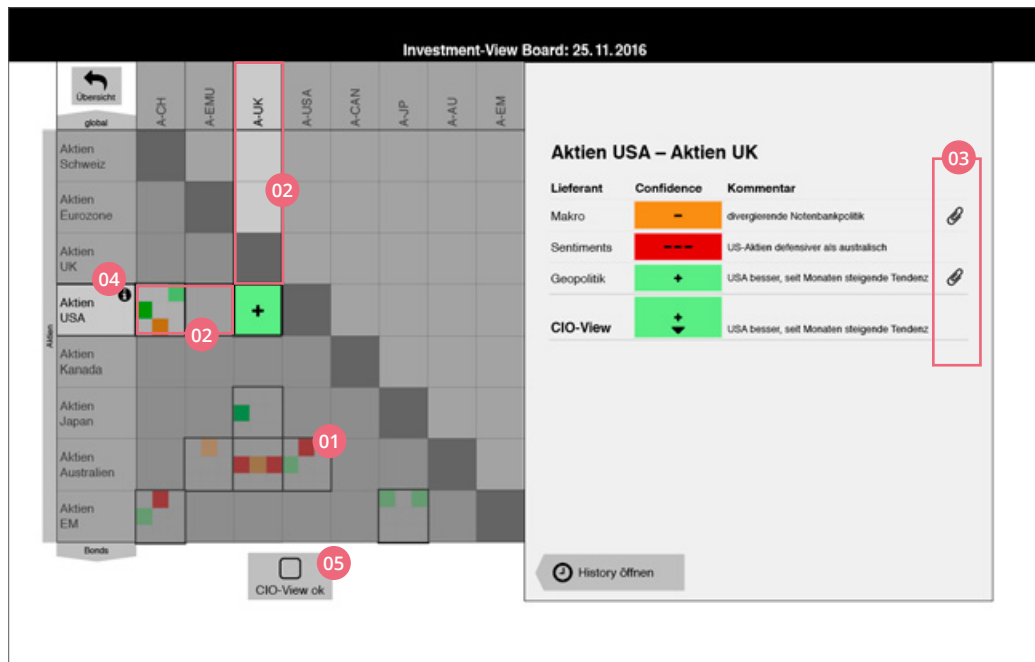 Investment-View Board: 25.11.2016
Übersicht
global
A-CH
A-EMU
A-UK
A-USA
A-CAN
A-JP
A-AU
A-EM
Aktien
Aktien
Schweiz
Aktien
Eurozone
Aktien
UK
Aktien
USA
Aktien
Kanada
Aktien
Japan
Aktien
Australien
Aktien
EM
Bonds
02
04
i
+
02
01
05
CIO-View ok
Aktien USA – Aktien UK
03
Lieferant Confidence Kommentar
Makro – divergierende Notenbankpolitik
Sentiments – – – US-Aktien defensiver als australisch
Geopolitik + USA besser, seit Monaten steigende Tendenz
CIO-View + USA besser, seit Monaten steigende Tendenz
History öffnen